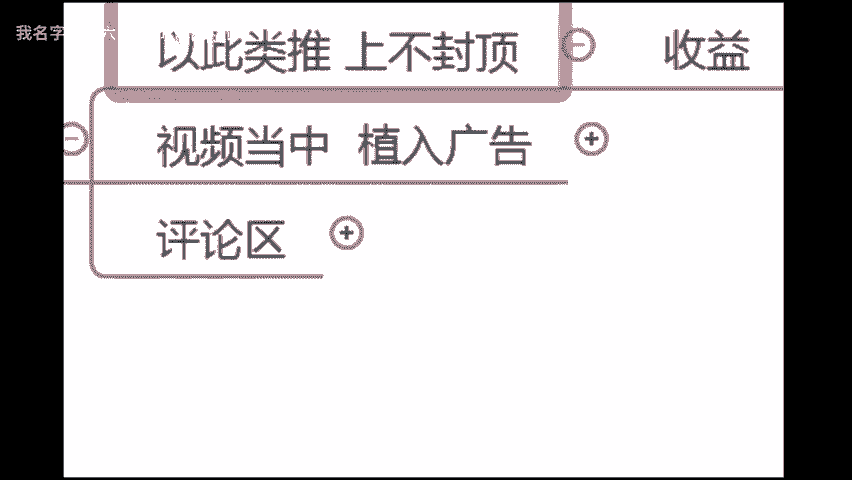 我名字 六
以此类推 上不封顶 收益
视频当中 植入广告
评论区